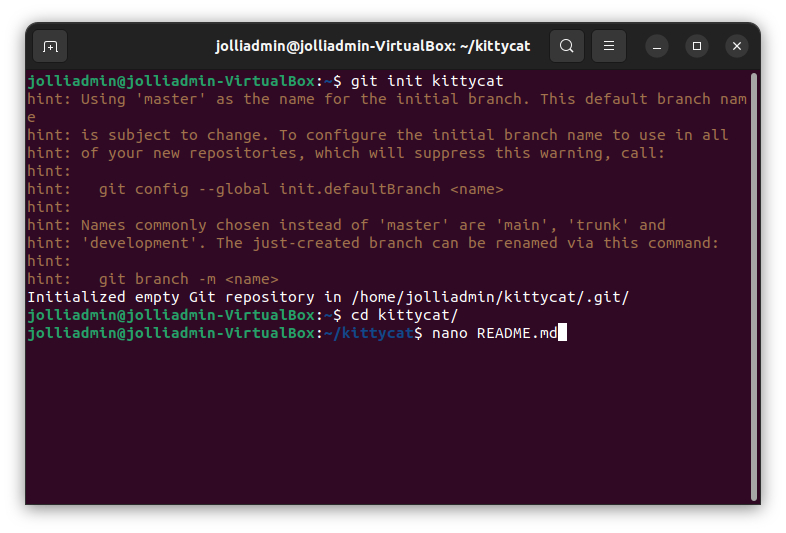 jolliadmin@jolliadmin-VirtualBox: ~/kittycat
jolliadmin@jolliadmin-VirtualBox:~$ git init kittycat
hint: Using 'master' as the name for the initial branch. This default branch nam
e
hint: is subject to change. To configure the initial branch name to use in all
hint: of your new repositories, which will suppress this warning, call:
hint:
hint:   git config --global init.defaultBranch <name>
hint:
hint: Names commonly chosen instead of 'master' are 'main', 'trunk' and
hint: 'development'. The just-created branch can be renamed via this command:
hint:
hint:   git branch -m <name>
Initialized empty Git repository in /home/jolliadmin/kittycat/.git/
jolliadmin@jolliadmin-VirtualBox:~$ cd kittycat/
jolliadmin@jolliadmin-VirtualBox:~/kittycat$ nano README.md